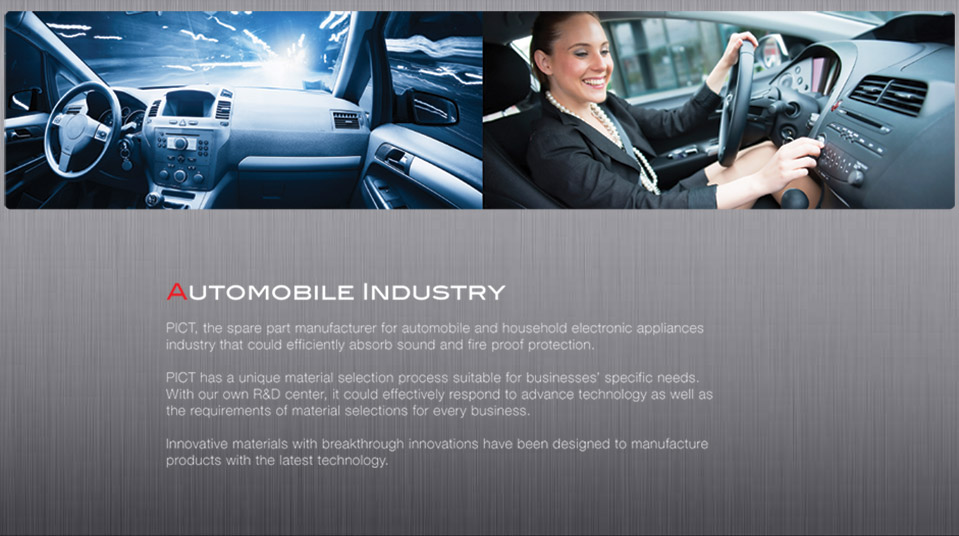 AUTOMOBILE INDUSTRY
PICT, the spare part manufacturer for automobile and household electronic appliances
industry that could efficiently absorb sound and fire proof protection.
PICT has a unique material selection process suitable for businesses' specific needs.
With our own R&D center, it could effectively respond to advance technology as well as
the requirements of material selections for every business.
Innovative materials with breakthrough innovations have been designed to manufacture
products with the latest technology.